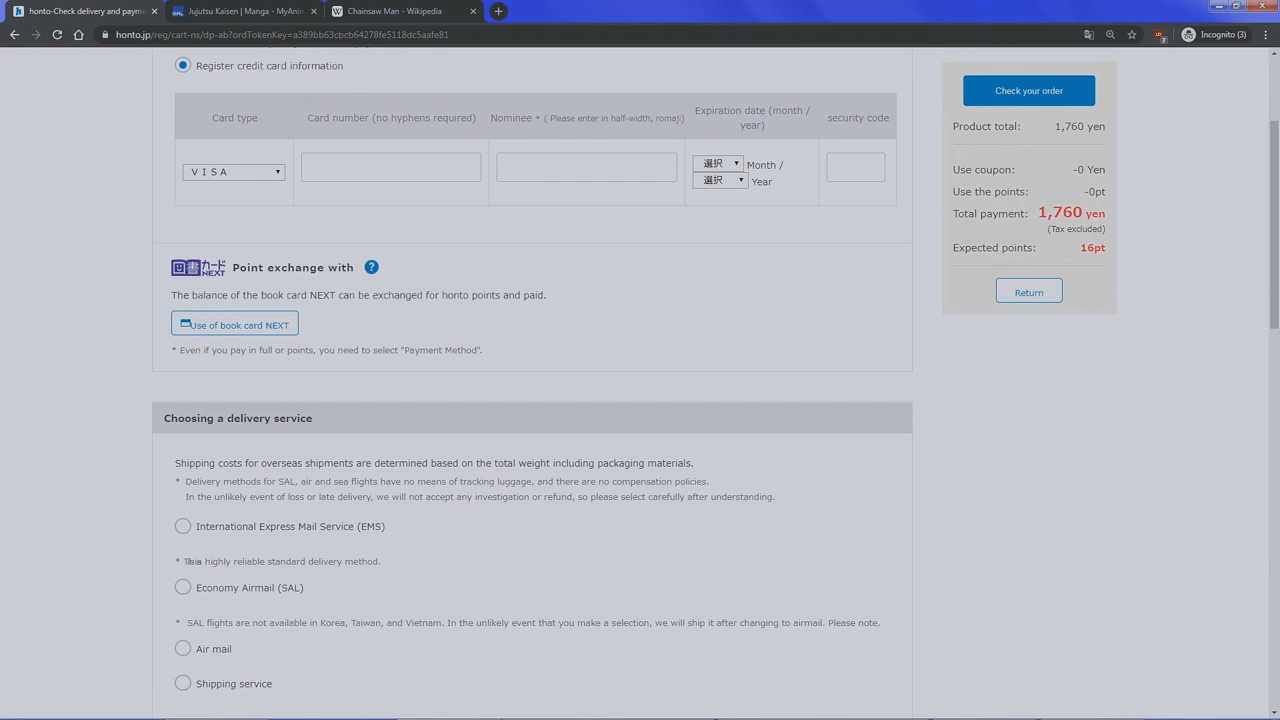 honto-Check delivery and paymen
Jujutsu Kaisen | Manga - MyAnim
Chainsaw Man - Wikipedia
honto.jp/reg/cart-ns/dp-ab?ordTokenKey=a389bb63cbcb64278fe5118dc5aafe81
Incognito (3)
Register credit card information
Card type
Card number (no hyphens required)
Nominee * ( Please enter in half-width, romaji)
Expiration date (month / year)
security code
ＶＩＳＡ
選択
Month /
選択
Year
図書カード NEXT Point exchange with ?
The balance of the book card NEXT can be exchanged for honto points and paid.
Use of book card NEXT
* Even if you pay in full or points, you need to select "Payment Method".
Choosing a delivery service
Shipping costs for overseas shipments are determined based on the total weight including packaging materials.
* Delivery methods for SAL, air and sea flights have no means of tracking luggage, and there are no compensation policies.
In the unlikely event of loss or late delivery, we will not accept any investigation or refund, so please select carefully after understanding.
International Express Mail Service (EMS)
* highly reliable standard delivery method.
Economy Airmail (SAL)
* SAL flights are not available in Korea, Taiwan, and Vietnam. In the unlikely event that you make a selection, we will ship it after changing to airmail. Please note.
Air mail
Shipping service
Check your order
Product total: 1,760 yen
Use coupon: -0 Yen
Use the points: -0pt
Total payment: 1,760 yen
(Tax excluded)
Expected points: 16pt
Return